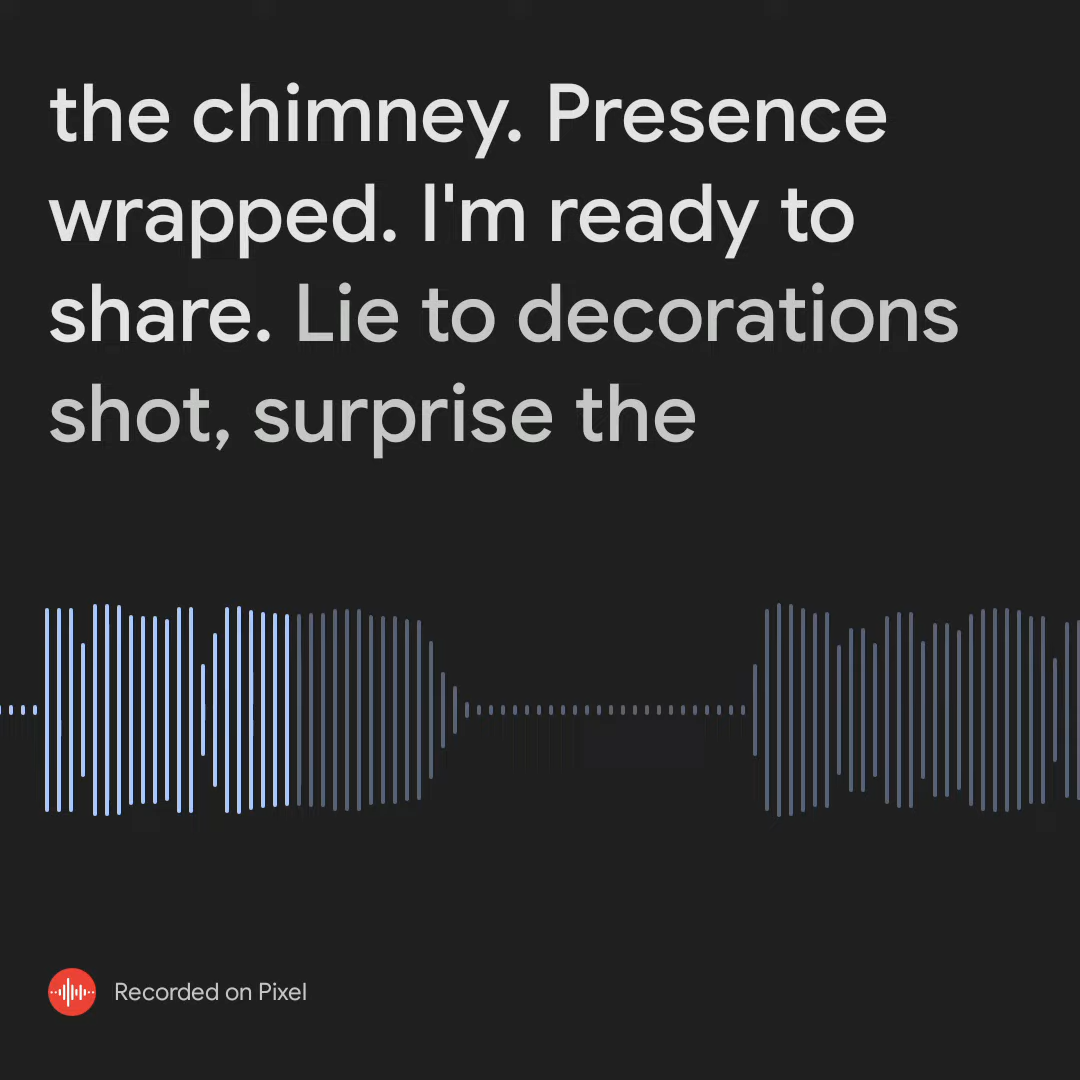 the chimney. Presence
wrapped. I'm ready to
share. Lie to decorations
shot, surprise the
Recorded on Pixel